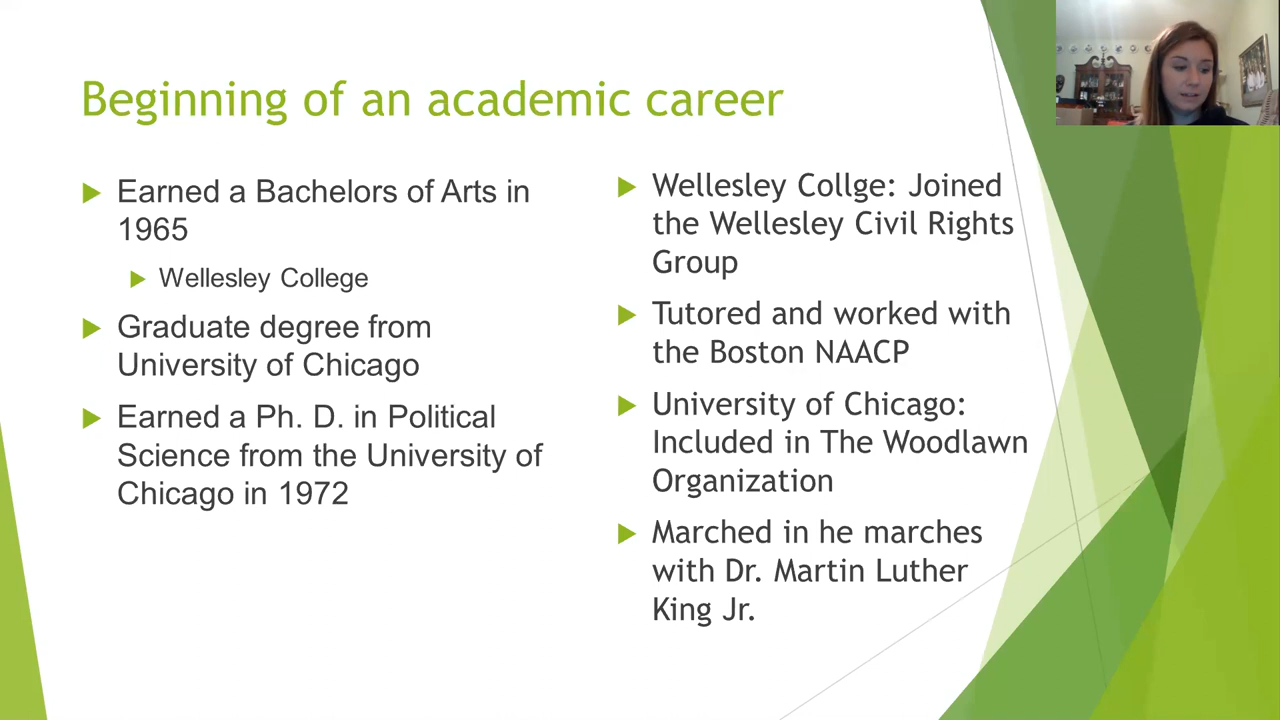 Beginning of an academic career
Earned a Bachelors of Arts in
1965
Wellesley College
Graduate degree from
University of Chicago
Earned a Ph. D. in Political
Science from the University of
Chicago in 1972
Wellesley Collge: Joined
the Wellesley Civil Rights
Group
Tutored and worked with
the Boston NAACP
University of Chicago:
Included in The Woodlawn
Organization
Marched in he marches
with Dr. Martin Luther
King Jr.